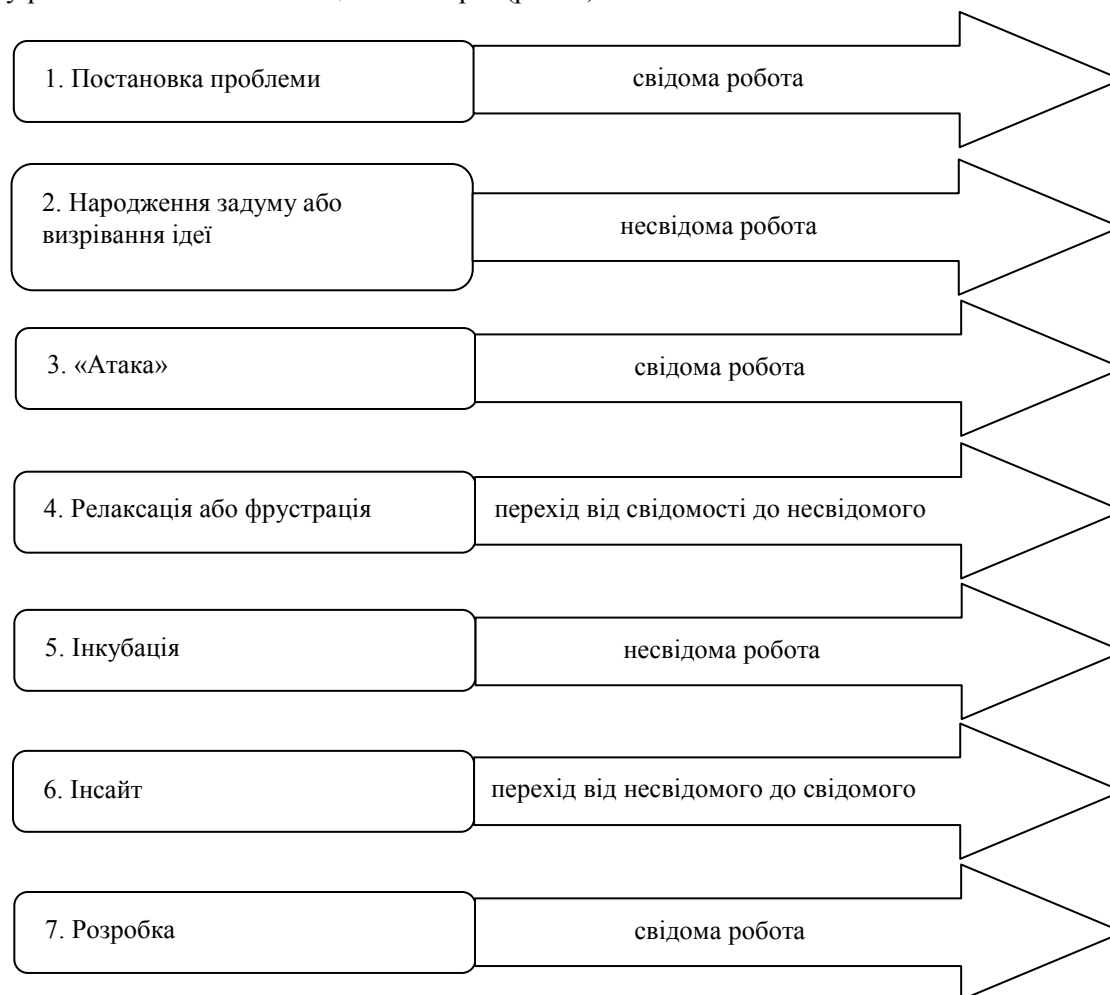 1. Постановка проблеми
свідома робота
2. Народження задуму або
визрівання ідеї
несвідома робота
3. «Атака»
свідома робота
4. Релаксація або фрустрація
перехід від свідомості до несвідомого
5. Інкубація
несвідома робота
6. Інсайт
перехід від несвідомого до свідомого
7. Розробка
свідома робота